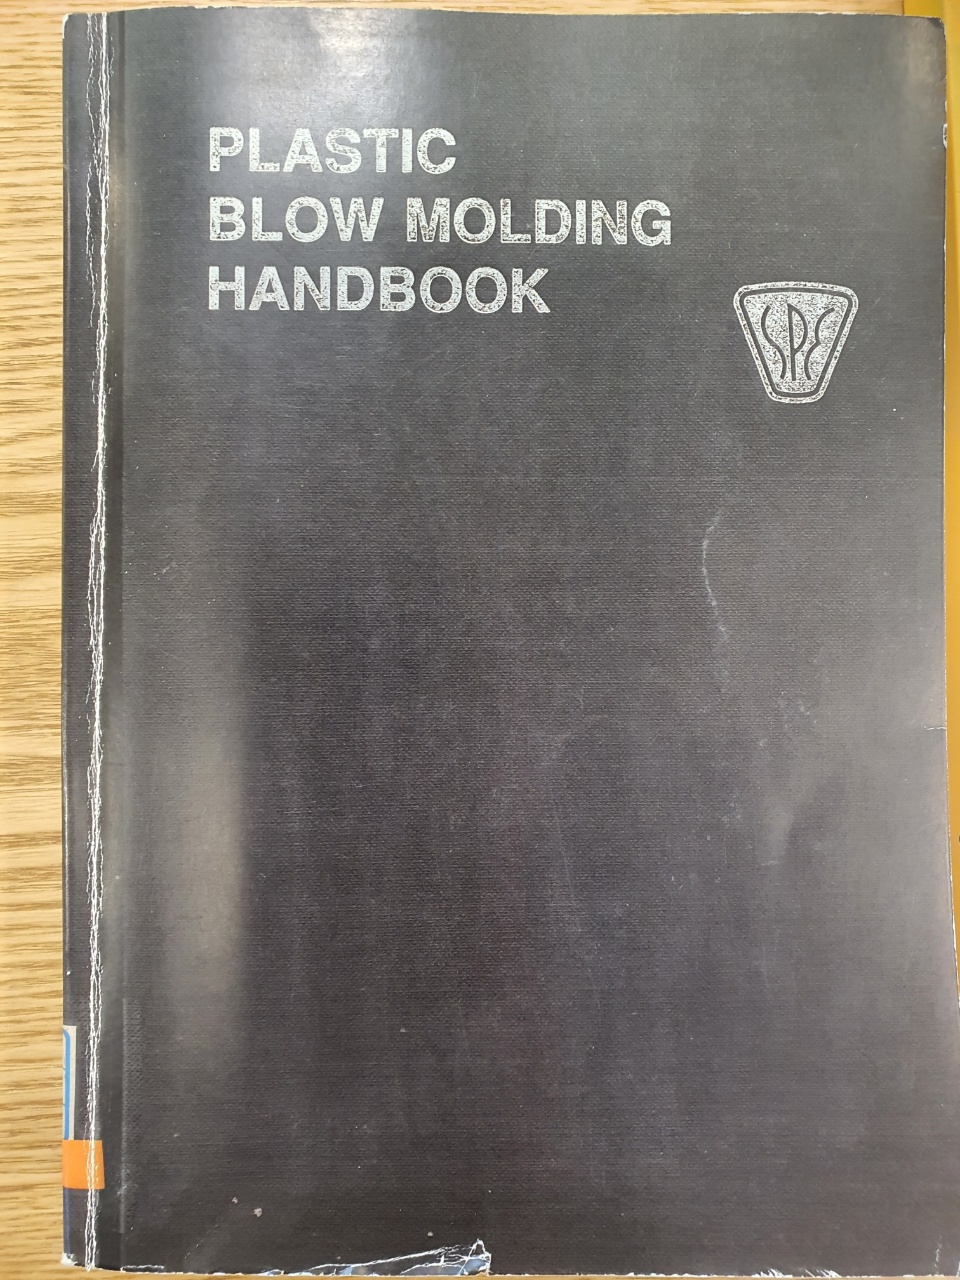 PLASTIC
BLOW MOLDING
HANDBOOK
SPE